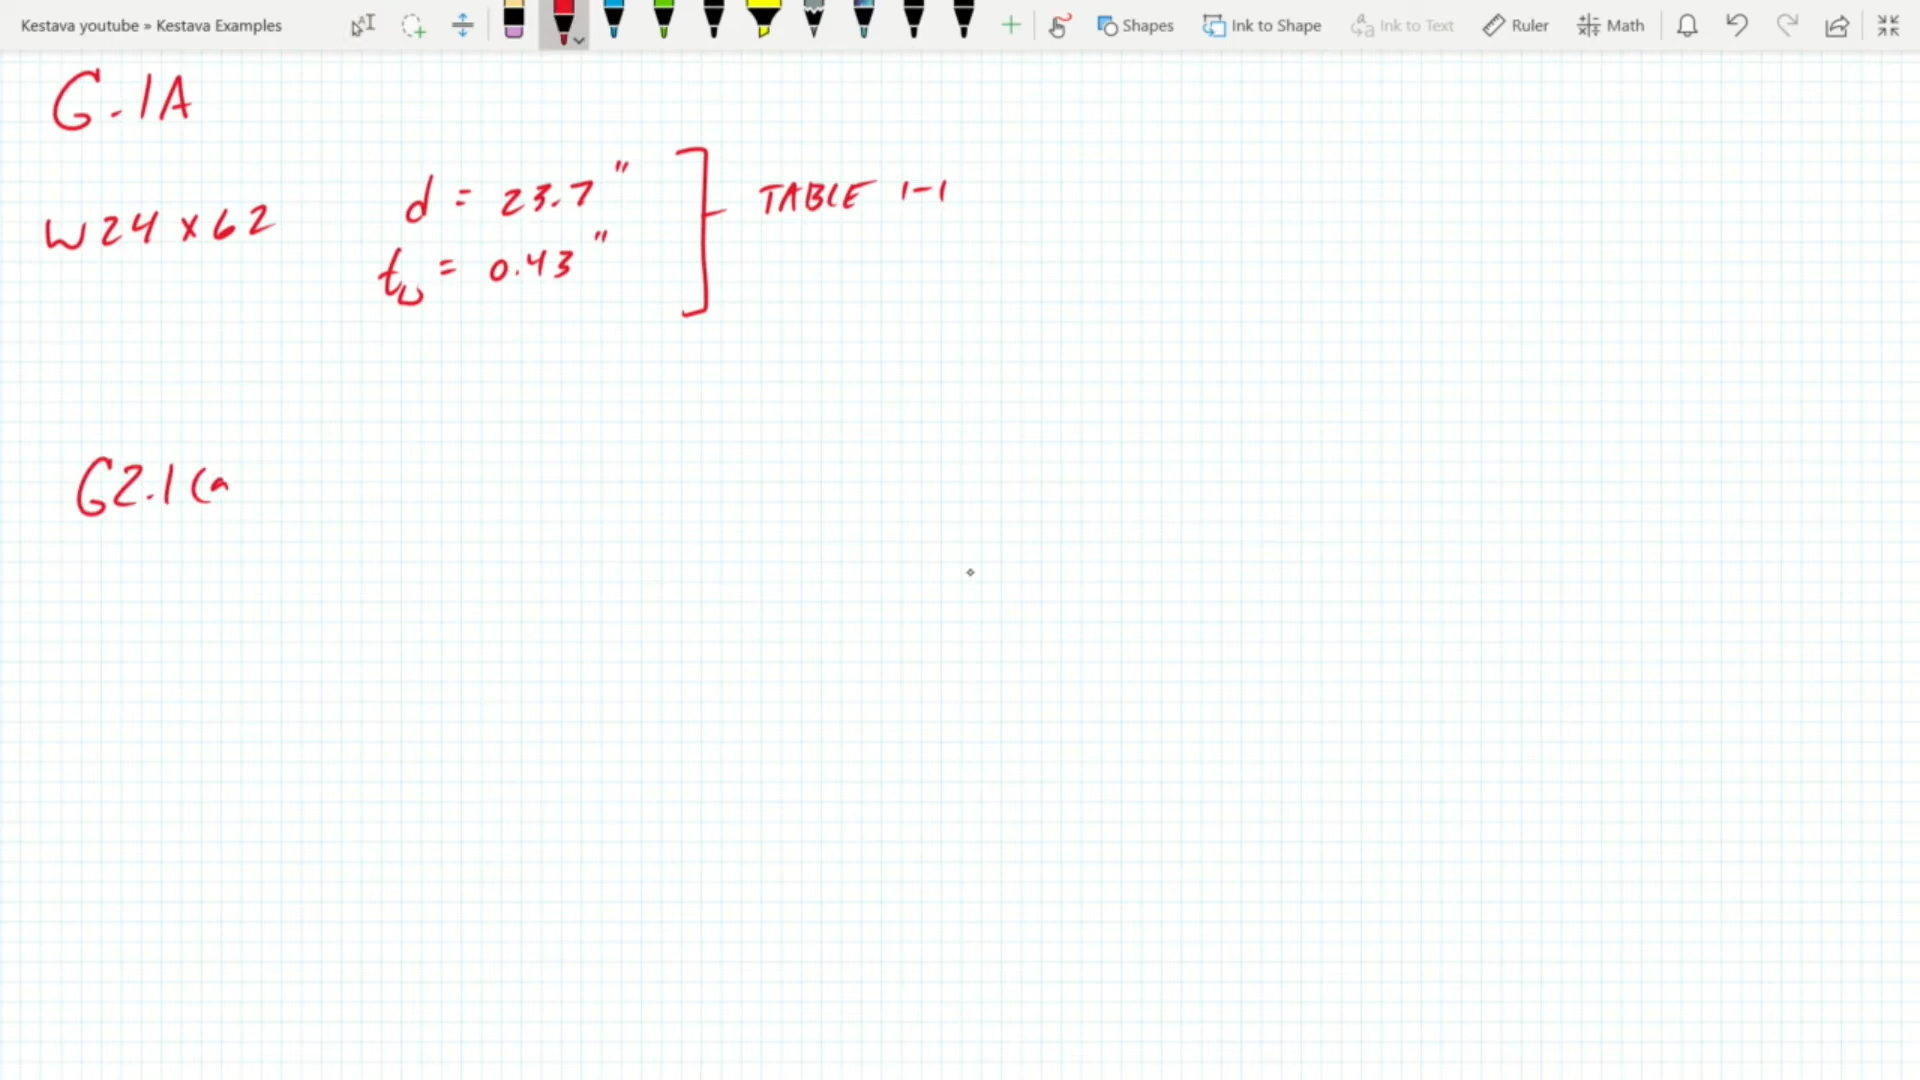 Kestava youtube » Kestava Examples
Shapes
Ink to Shape
Ink to Text
Ruler
Math
G.1A
W24x62
d = 23.7"
tw = 0.43"
TABLE 1-1
G2.1(a